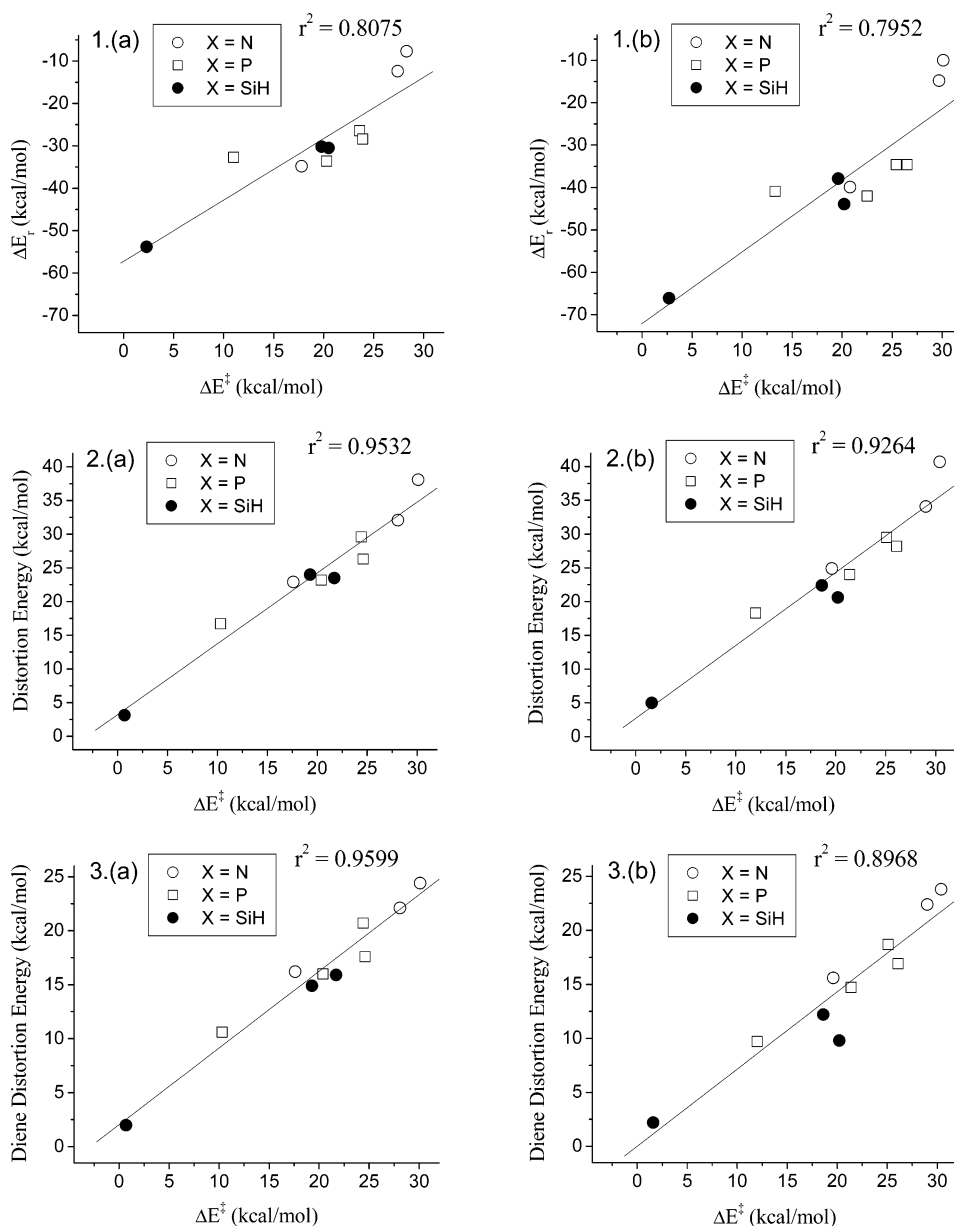 1.(a)
X = N
X = P
X = SiH
r² = 0.8075
-10
-20
-30
-40
-50
-60
-70
ΔEᵣ (kcal/mol)
0 5 10 15 20 25 30
ΔE‡ (kcal/mol)
1.(b)
X = N
X = P
X = SiH
r² = 0.7952
-10
-20
-30
-40
-50
-60
-70
ΔEᵣ (kcal/mol)
0 5 10 15 20 25 30
ΔE‡ (kcal/mol)
2.(a)
X = N
X = P
X = SiH
r² = 0.9532
40
35
30
25
20
15
10
5
0
Distortion Energy (kcal/mol)
0 5 10 15 20 25 30
ΔE‡ (kcal/mol)
2.(b)
X = N
X = P
X = SiH
r² = 0.9264
40
35
30
25
20
15
10
5
0
Distortion Energy (kcal/mol)
0 5 10 15 20 25 30
ΔE‡ (kcal/mol)
3.(a)
X = N
X = P
X = SiH
r² = 0.9599
25
20
15
10
5
0
Diene Distortion Energy (kcal/mol)
0 5 10 15 20 25 30
ΔE‡ (kcal/mol)
3.(b)
X = N
X = P
X = SiH
r² = 0.8968
25
20
15
10
5
0
Diene Distortion Energy (kcal/mol)
0 5 10 15 20 25 30
ΔE‡ (kcal/mol)